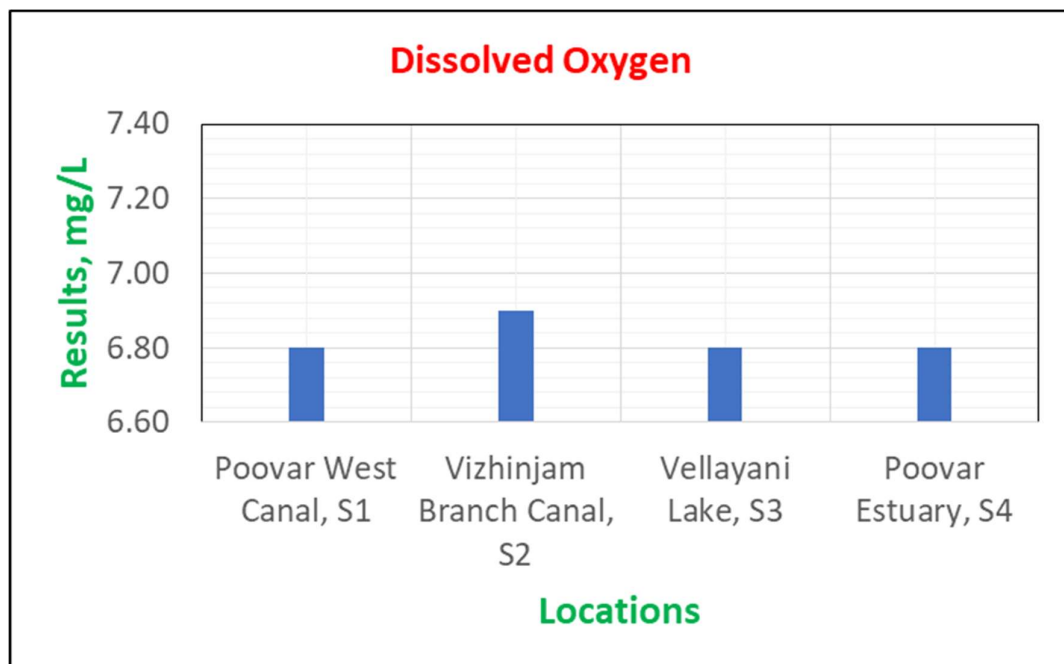 Dissolved Oxygen
Results, mg/L
7.40
7.20
7.00
6.80
6.60
Poovar West
Canal, S1
Vizhinjam
Branch Canal,
S2
Vellayani
Lake, S3
Poovar
Estuary, S4
Locations